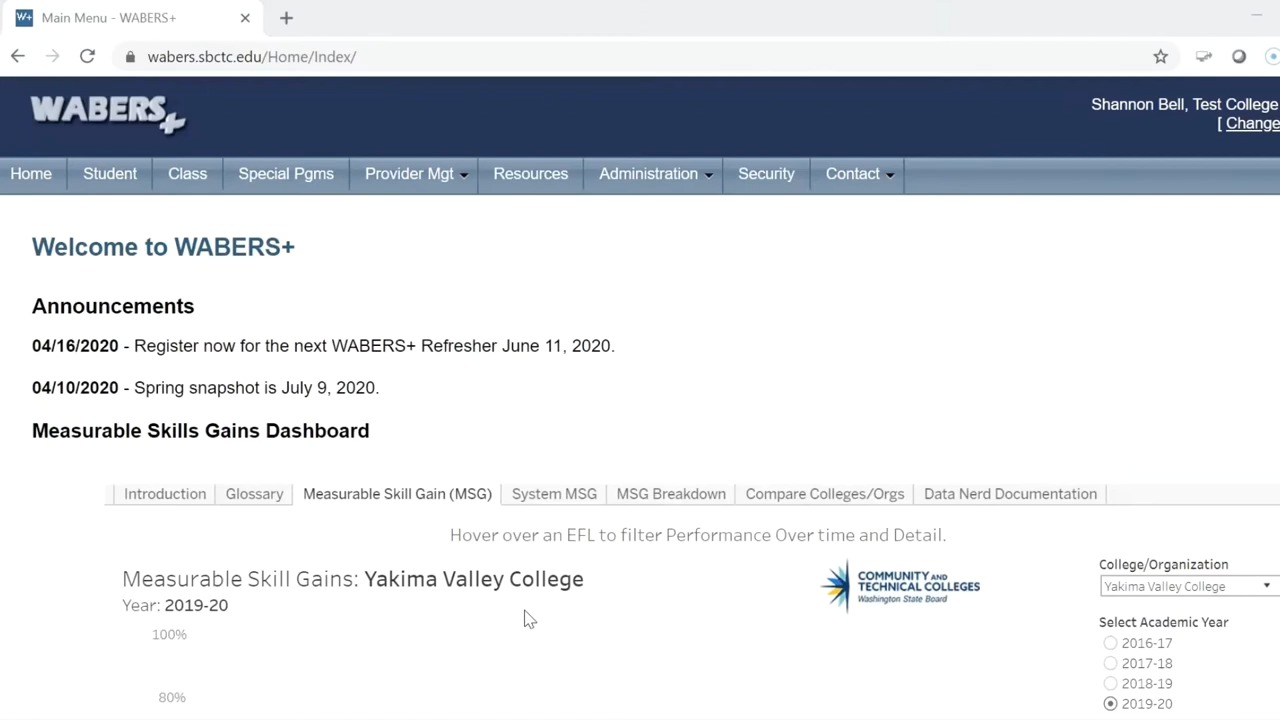 W+ Main Menu - WABERS+
wabers.sbctc.edu/Home/Index/
WABERS+
Shannon Bell, Test College
[ Change
Home Student Class Special Pgms Provider Mgt Resources Administration Security Contact
Welcome to WABERS+
Announcements
04/16/2020 - Register now for the next WABERS+ Refresher June 11, 2020.
04/10/2020 - Spring snapshot is July 9, 2020.
Measurable Skills Gains Dashboard
Introduction Glossary Measurable Skill Gain (MSG) System MSG MSG Breakdown Compare Colleges/Orgs Data Nerd Documentation
Hover over an EFL to filter Performance Over time and Detail.
Measurable Skill Gains: Yakima Valley College
Year: 2019-20
100%
80%
COMMUNITY AND
TECHNICAL COLLEGES
Washington State Board
College/Organization
Yakima Valley College
Select Academic Year
2016-17
2017-18
2018-19
2019-20